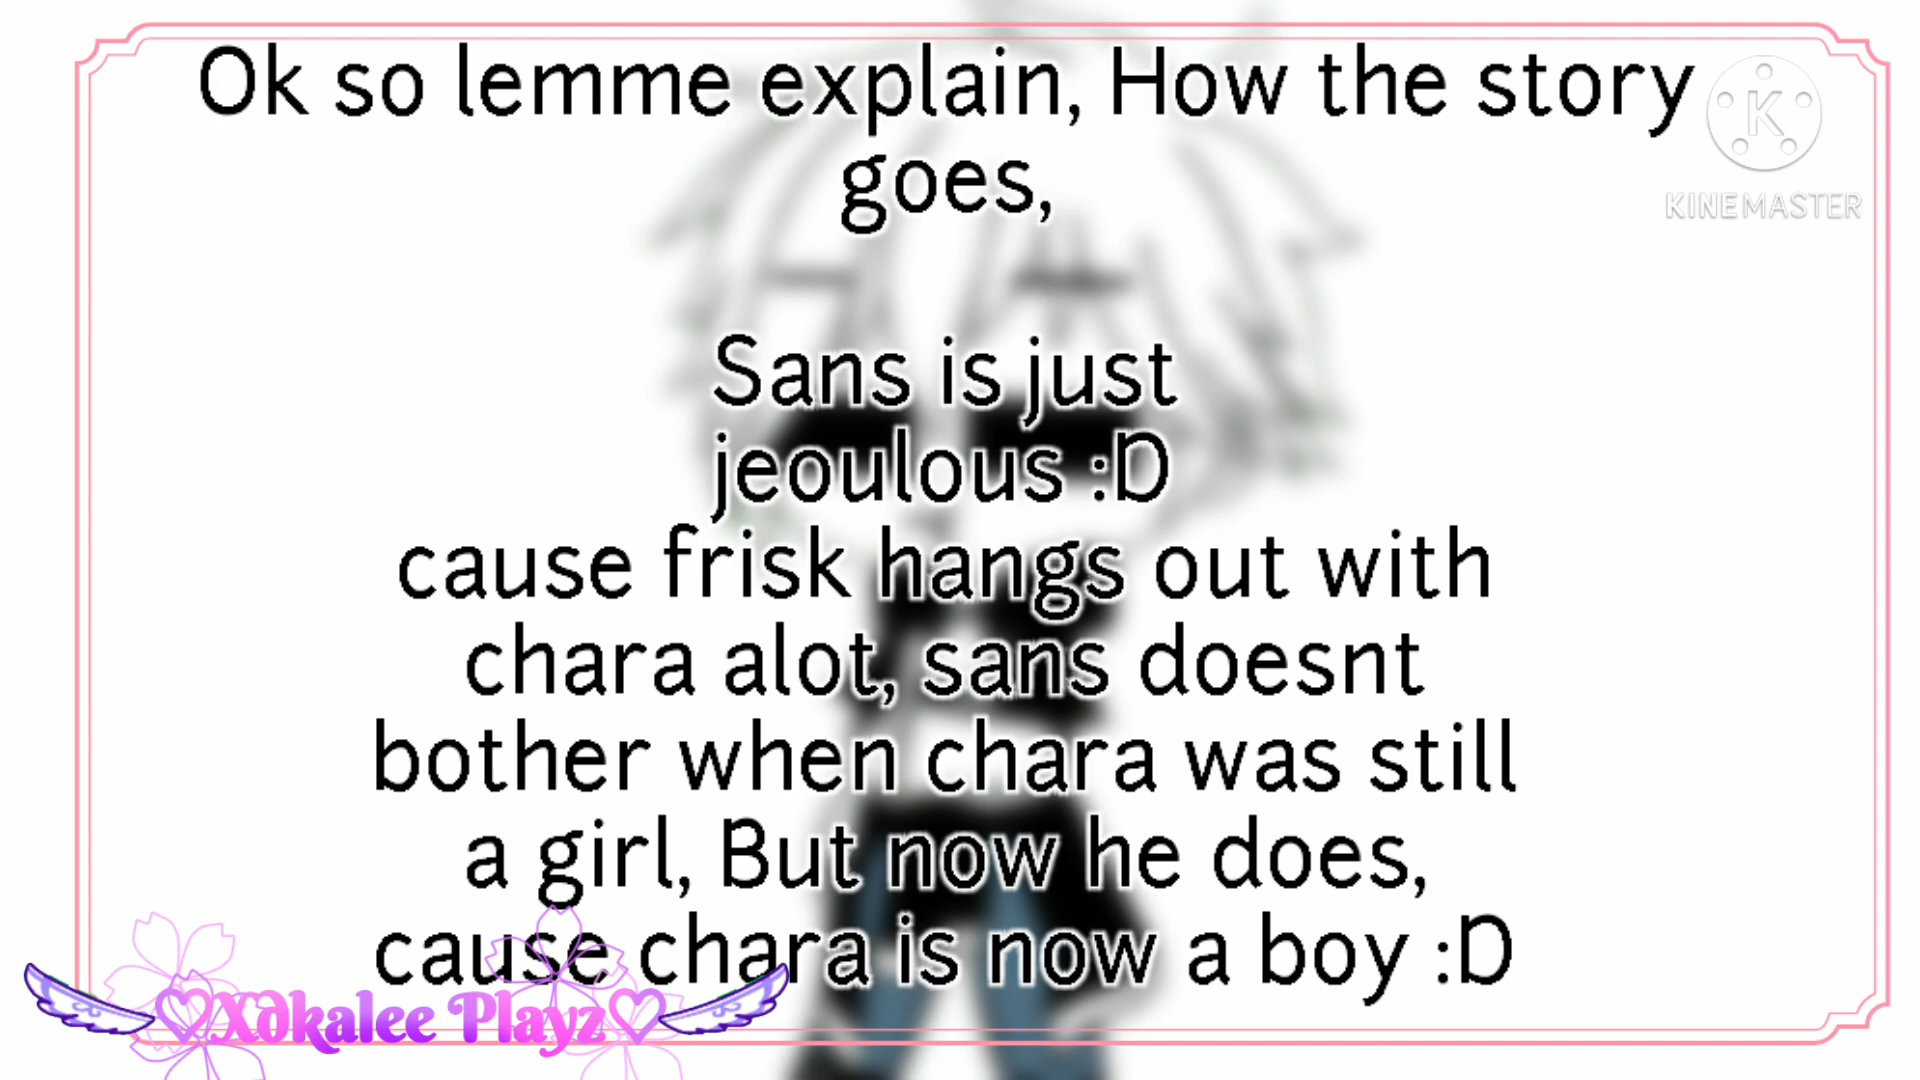 Ok so lemme explain, How the story
goes,
Sans is just
jeoulous :D
cause frisk hangs out with
chara alot, sans doesnt
bother when chara was still
a girl, But now he does,
cause chara is now a boy :D
K
KINEMASTER
♡X∂kalee Playz♡